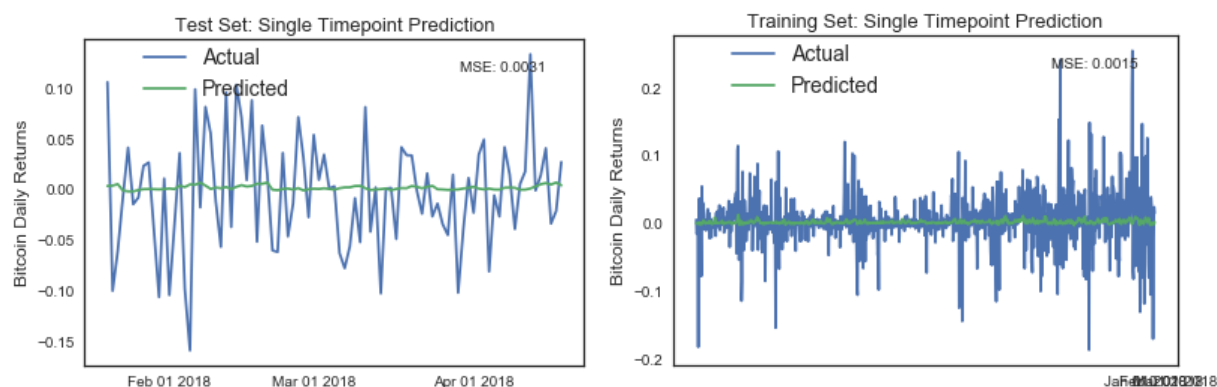 Test Set: Single Timepoint Prediction
Actual
MSE: 0.0031
Predicted
0.10
0.05
0.00
−0.05
−0.10
−0.15
Bitcoin Daily Returns
Feb 01 2018
Mar 01 2018
Apr 01 2018
Training Set: Single Timepoint Prediction
Actual
MSE: 0.0015
Predicted
0.2
0.1
0.0
−0.1
−0.2
Bitcoin Daily Returns